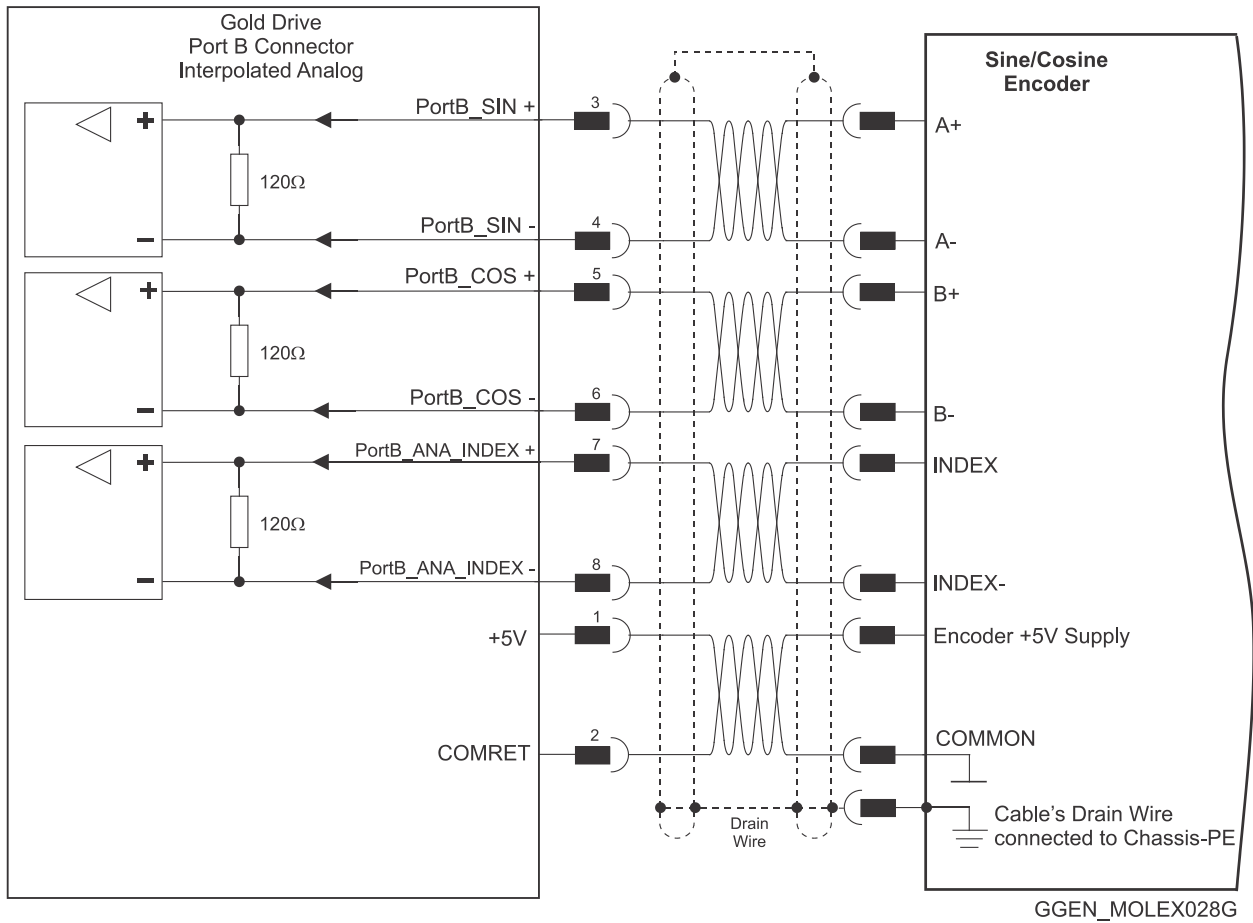 Gold Drive
Port B Connector
Interpolated Analog
Sine/Cosine
Encoder
PortB_SIN +
3
A+
+
120Ω
PortB_SIN -
4
A-
-
PortB_COS +
5
B+
+
120Ω
PortB_COS -
6
B-
-
PortB_ANA_INDEX +
7
INDEX
+
120Ω
PortB_ANA_INDEX -
8
INDEX-
-
+5V
1
Encoder +5V Supply
COMRET
2
COMMON
Drain
Wire
Cable's Drain Wire
connected to Chassis-PE
GGEN_MOLEX028G